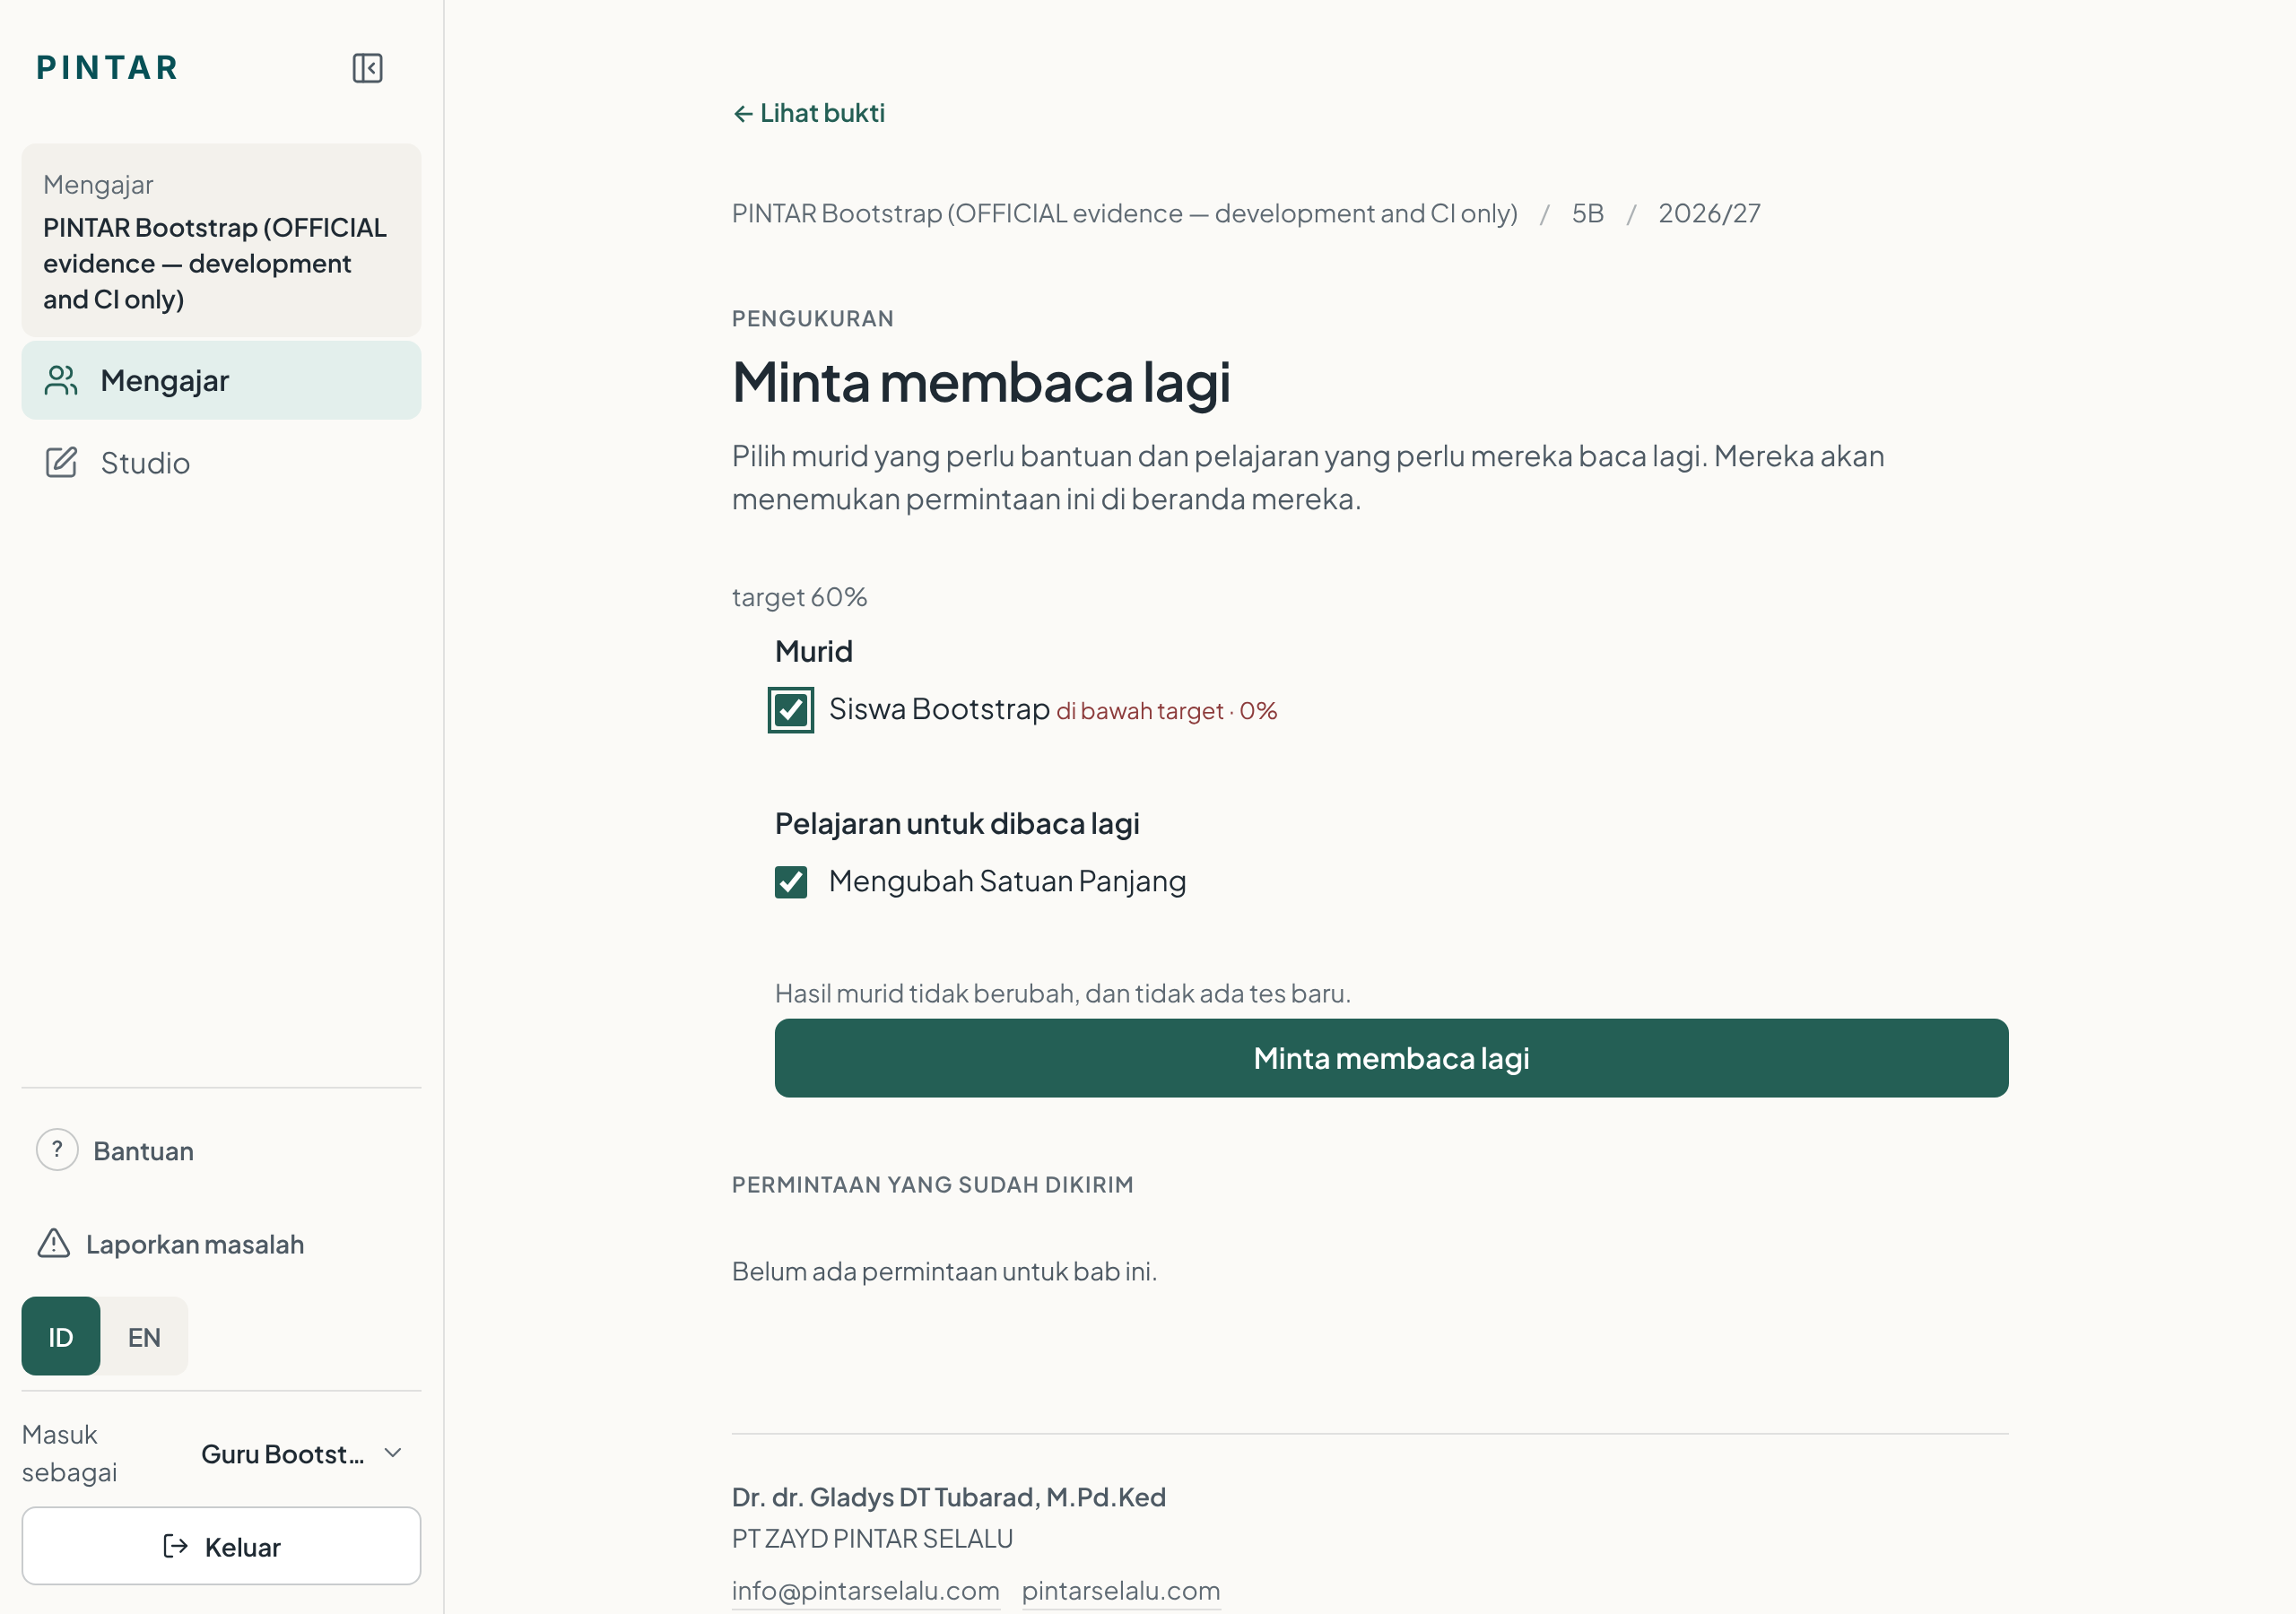 PINTAR
Mengajar
PINTAR Bootstrap (OFFICIAL
evidence — development
and CI only)
Mengajar
Studio
? Bantuan
Laporkan masalah
ID EN
Masuk
sebagai
Guru Bootst...
Keluar
← Lihat bukti
PINTAR Bootstrap (OFFICIAL evidence — development and CI only) / 5B / 2026/27
PENGUKURAN
Minta membaca lagi
Pilih murid yang perlu bantuan dan pelajaran yang perlu mereka baca lagi. Mereka akan
menemukan permintaan ini di beranda mereka.
target 60%
Murid
Siswa Bootstrap di bawah target · 0%
Pelajaran untuk dibaca lagi
Mengubah Satuan Panjang
Hasil murid tidak berubah, dan tidak ada tes baru.
Minta membaca lagi
PERMINTAAN YANG SUDAH DIKIRIM
Belum ada permintaan untuk bab ini.
Dr. dr. Gladys DT Tubarad, M.Pd.Ked
PT ZAYD PINTAR SELALU
info@pintarselalu.com pintarselalu.com